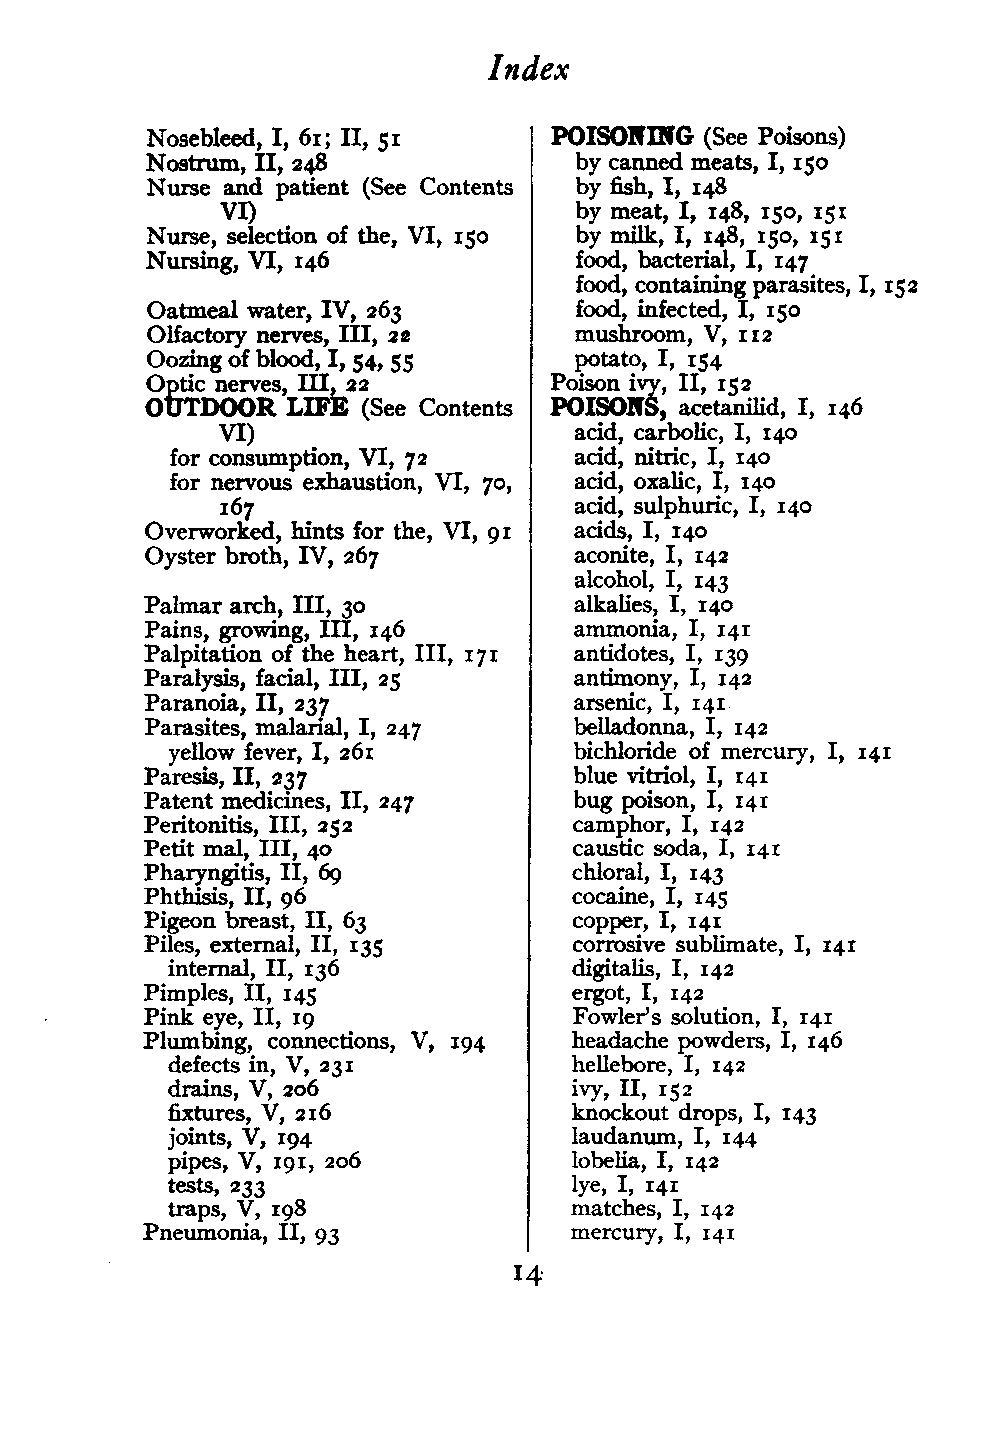 Index
Nosebleed, I, 61; II, 51
Nostrum, II, 248
Nurse and patient (See Contents
VI)
Nurse, selection of the, VI, 150
Nursing, VI, 146
Oatmeal water, IV, 263
Olfactory nerves, III, 22
Oozing of blood, I, 54, 55
Optic nerves, III, 22
OUTDOOR LIFE (See Contents
VI)
for consumption, VI, 72
for nervous exhaustion, VI, 70,
167
Overworked, hints for the, VI, 91
Oyster broth, IV, 267
Palmar arch, III, 30
Pains, growing, III, 146
Palpitation of the heart, III, 171
Paralysis, facial, III, 25
Paranoia, II, 237
Parasites, malarial, I, 247
yellow fever, I, 261
Paresis, II, 237
Patent medicines, II, 247
Peritonitis, III, 252
Petit mal, III, 40
Pharyngitis, II, 69
Phthisis, II, 96
Pigeon breast, II, 63
Piles, external, II, 135
internal, II, 136
Pimples, II, 145
Pink eye, II, 19
Plumbing, connections, V, 194
defects in, V, 231
drains, V, 206
fixtures, V, 216
joints, V, 194
pipes, V, 191, 206
tests, 233
traps, V, 198
Pneumonia, II, 93
POISONING (See Poisons)
by canned meats, I, 150
by fish, I, 148
by meat, I, 148, 150, 151
by milk, I, 148, 150, 151
food, bacterial, I, 147
food, containing parasites, I, 152
food, infected, I, 150
mushroom, V, 112
potato, I, 154
Poison ivy, II, 152
POISONS, acetanilid, I, 146
acid, carbolic, I, 140
acid, nitric, I, 140
acid, oxalic, I, 140
acid, sulphuric, I, 140
acids, I, 140
aconite, I, 142
alcohol, I, 143
alkalies, I, 140
ammonia, I, 141
antidotes, I, 139
antimony, I, 142
arsenic, I, 141
belladonna, I, 142
bichloride of mercury, I, 141
blue vitriol, I, 141
bug poison, I, 141
camphor, I, 142
caustic soda, I, 141
chloral, I, 143
cocaine, I, 145
copper, I, 141
corrosive sublimate, I, 141
digitalis, I, 142
ergot, I, 142
Fowler's solution, I, 141
headache powders, I, 146
hellebore, I, 142
ivy, II, 152
knockout drops, I, 143
laudanum, I, 144
lobelia, I, 142
lye, I, 141
matches, I, 142
mercury, I, 141
14